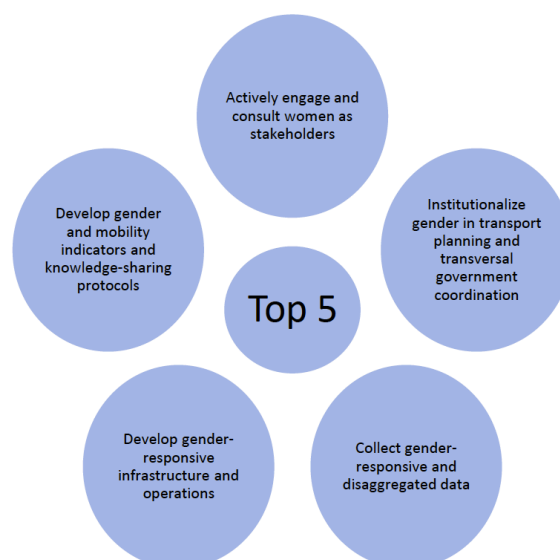 Actively engage and
consult women as
stakeholders
Institutionalize
gender in transport
planning and
transversal
government
coordination
Collect gender-
responsive and
disaggregated data
Develop gender-
responsive
infrastructure and
operations
Develop gender
and mobility
indicators and
knowledge-sharing
protocols
Top 5